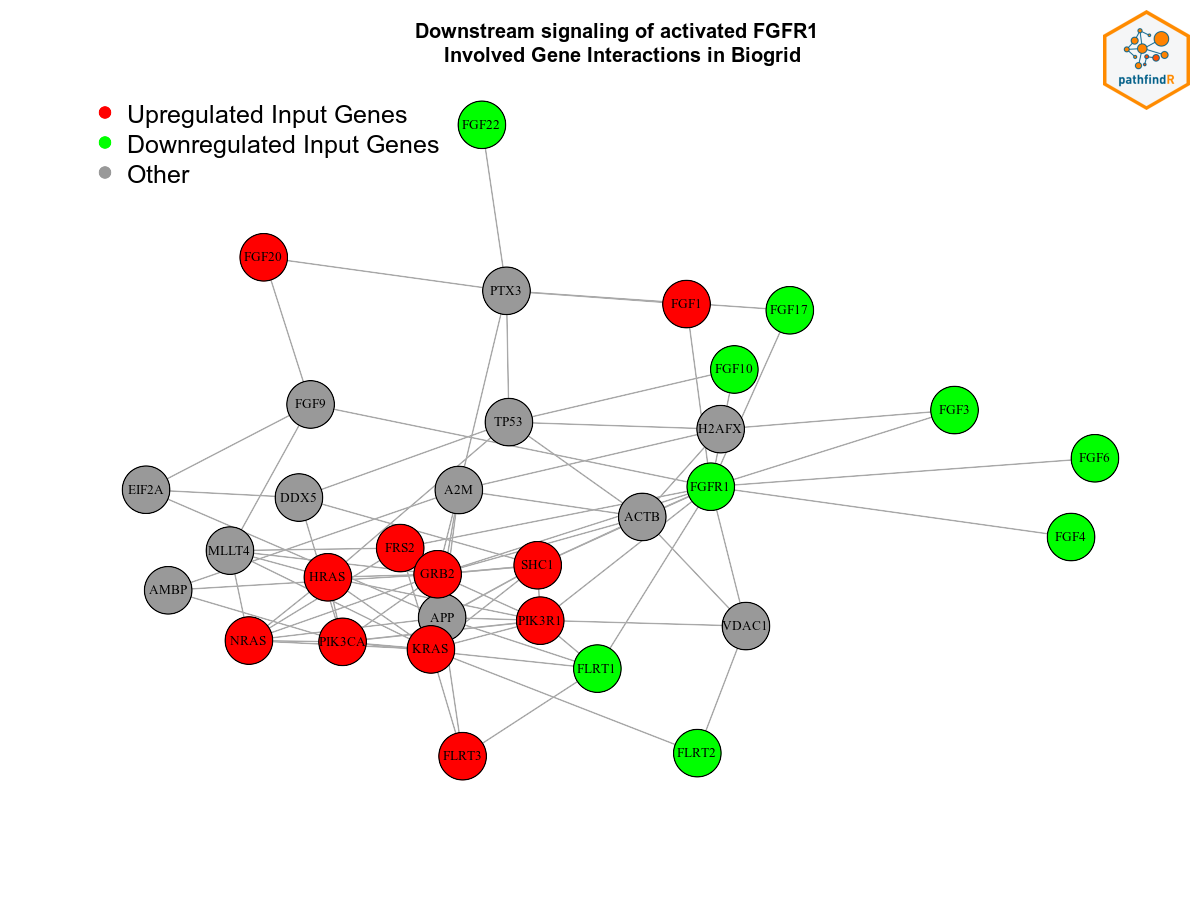 Downstream signaling of activated FGFR1
Involved Gene Interactions in Biogrid
pathfindR
Upregulated Input Genes
Downregulated Input Genes
Other
FGF22
FGF20
PTX3
FGF1
FGF17
FGF10
FGF9
TP53
H2AFX
FGF3
FGF6
EIF2A
DDX5
A2M
FGFR1
ACTB
FGF4
MLLT4
FRS2
AMBP
HRAS
GRB2
SHC1
APP
PIK3R1
VDAC1
NRAS
PIK3CA
KRAS
FLRT1
FLRT3
FLRT2